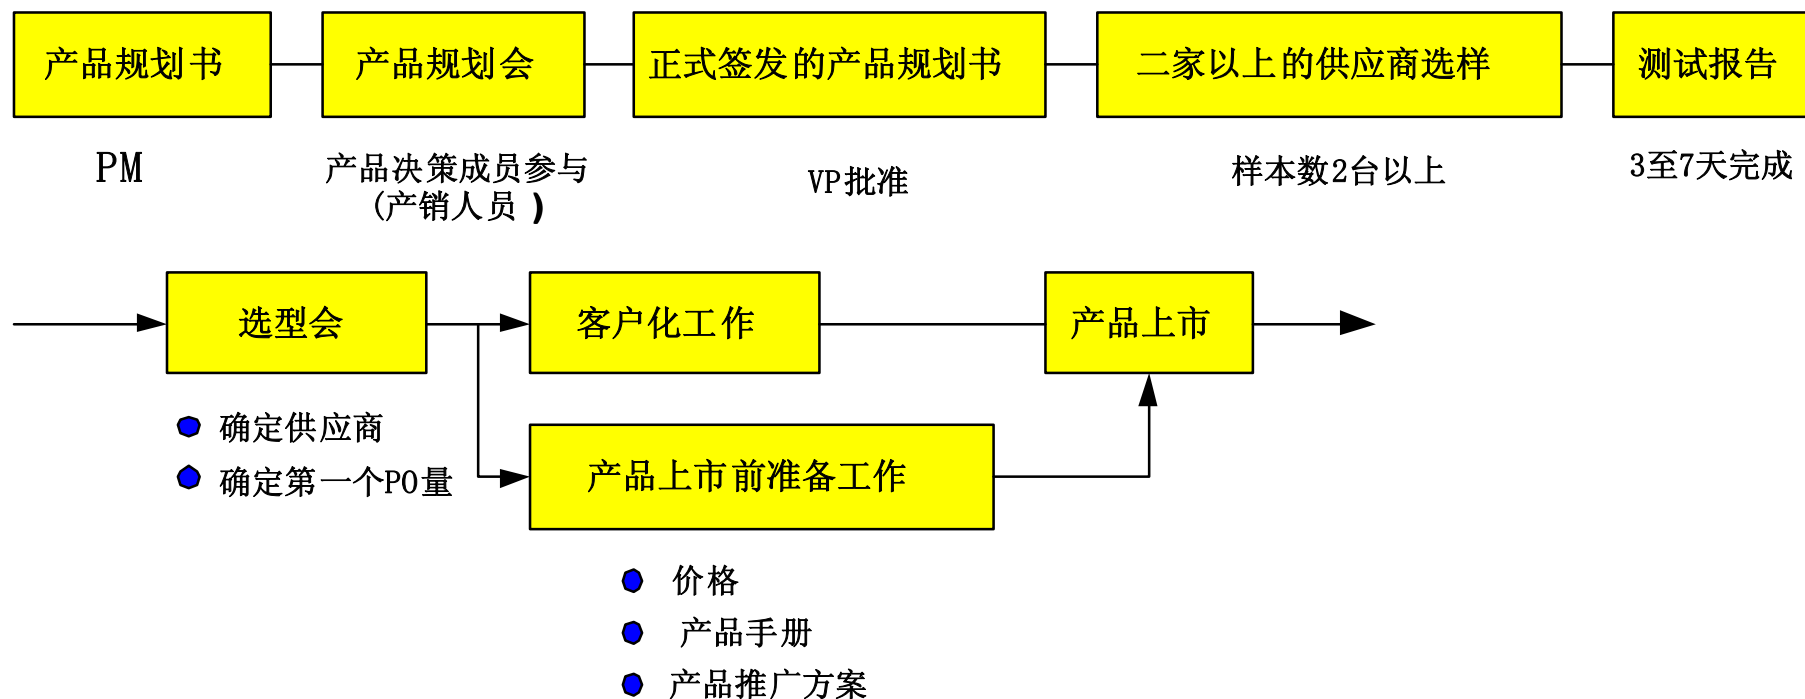 产品规划书
产品规划会
正式签发的产品规划书
二家以上的供应商选样
测试报告
PM
产品决策成员参与
(产销人员 )
VP批准
样本数2台以上
3至7天完成
选型会
客户化工作
产品上市
确定供应商
确定第一个PO量
产品上市前准备工作
价格
产品手册
产品推广方案